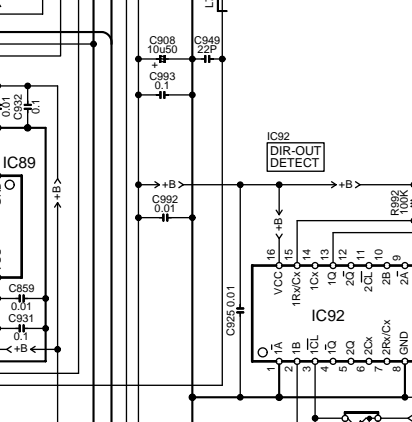 C908
10u50
+
C949
22P
C993
0.1
0.01
C932
0.1
IC89
+B
IC92
DIR-OUT
DETECT
+B
+B
C992
0.01
R992
100K
+B
+B
16
15
14
13
12
11
10
9
VCC
1Rx/Cx
1Cx
1Q
2Q
2CL
2B
2A
IC92
C925 0.01
C859
0.01
C931
0.1
1A
1B
1CL
1Q
2Q
2Cx
2Rx/Cx
GND
1
2
3
4
5
6
7
8